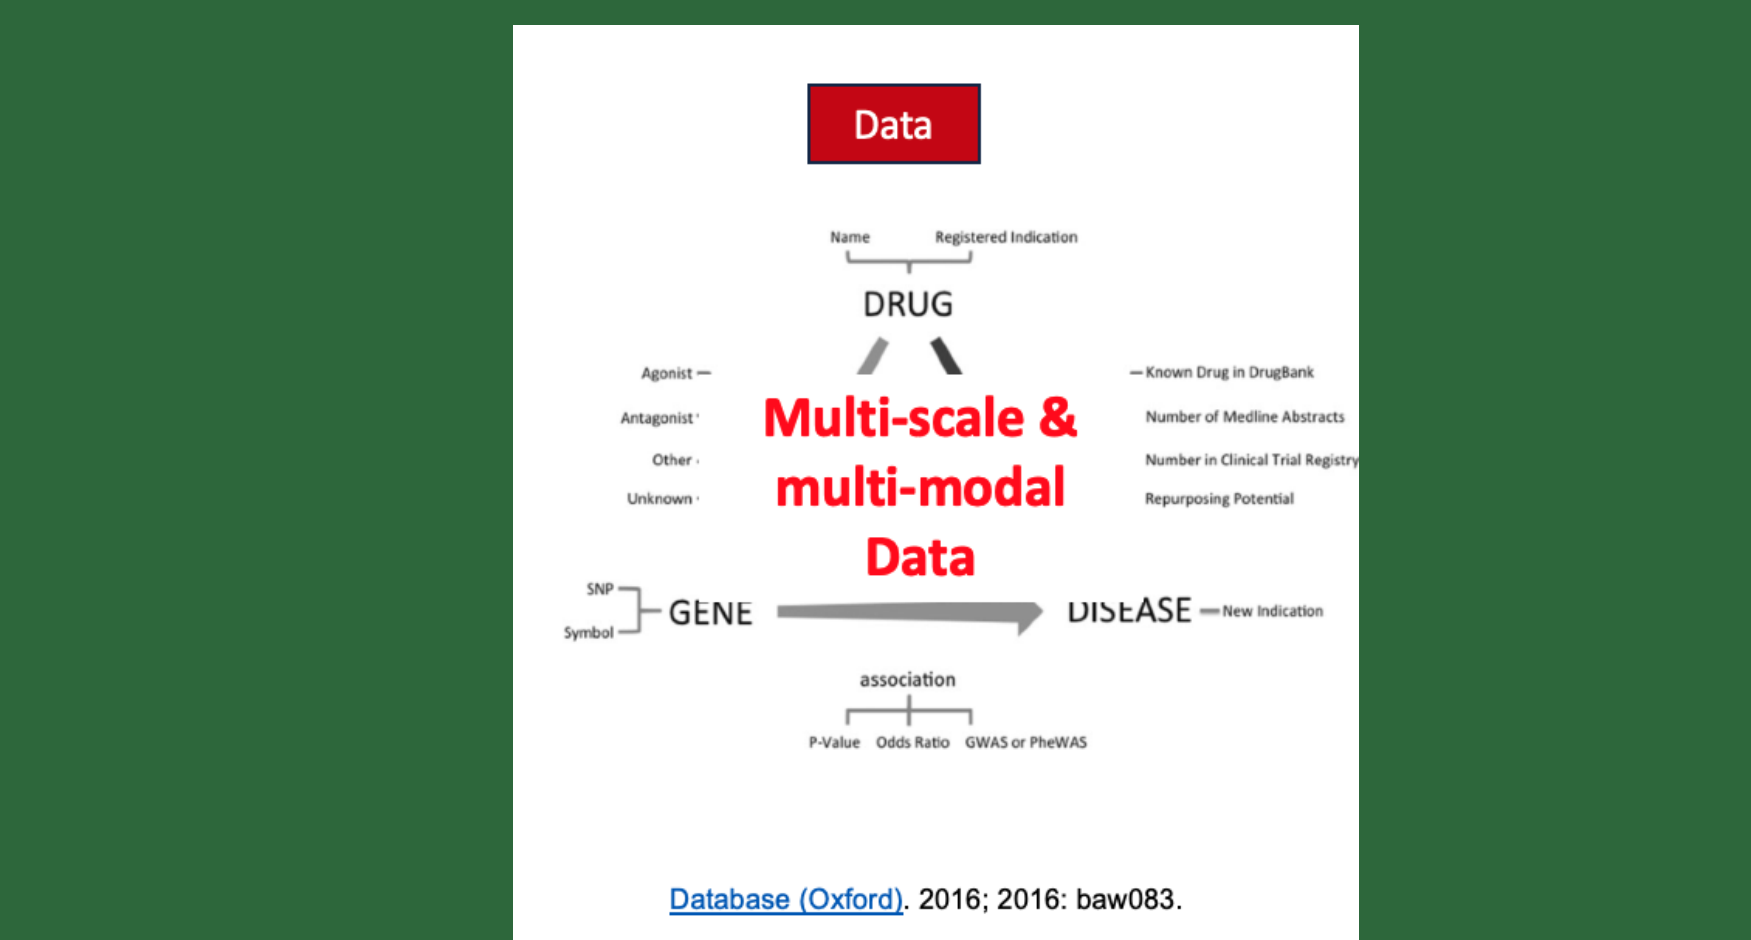 Data
Name Registered Indication
DRUG
Agonist Known Drug in DrugBank
Antagonist Multi-scale & Number of Medline Abstracts
Other Number in Clinical Trial Registry
Unknown multi-modal Repurposing Potential
Data
SNP
GENE DISEASE New Indication
Symbol
association
P-Value Odds Ratio GWAS or PheWAS
Database (Oxford). 2016; 2016: baw083.